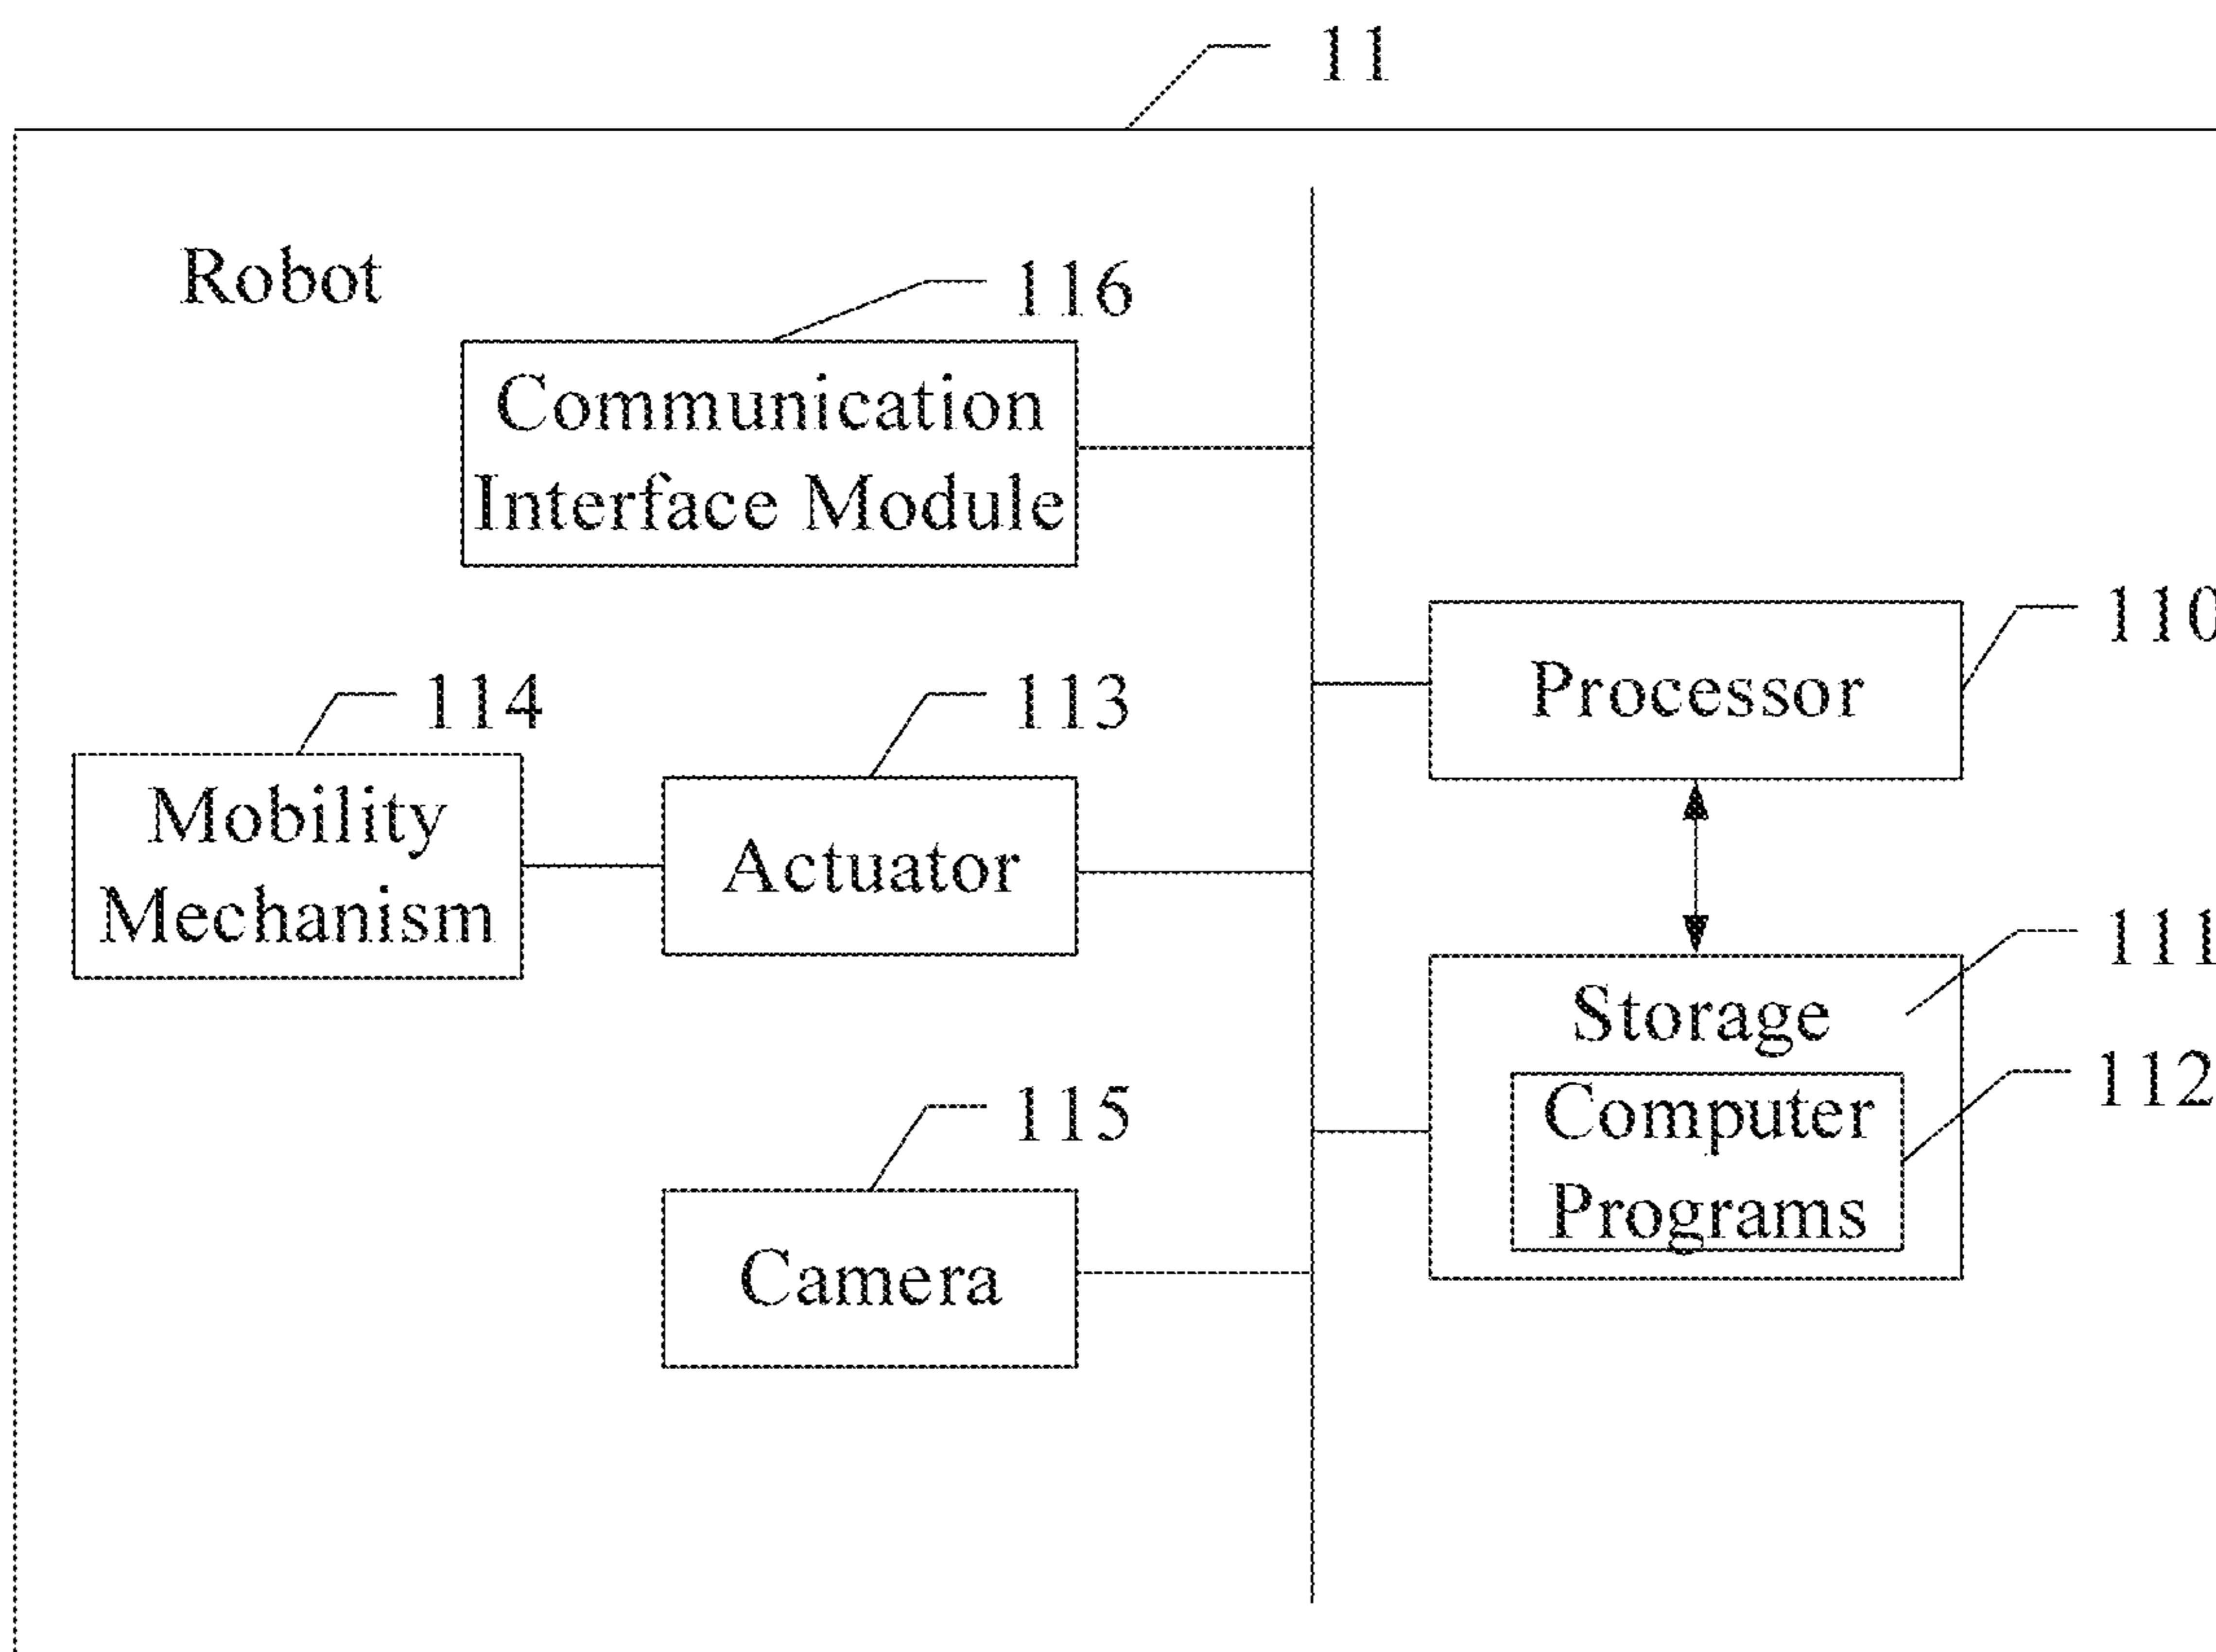 11
Robot
116
Communication
Interface Module
110
Processor
114
113
Mobility
Mechanism
Actuator
111
Storage
112
Computer
Programs
115
Camera